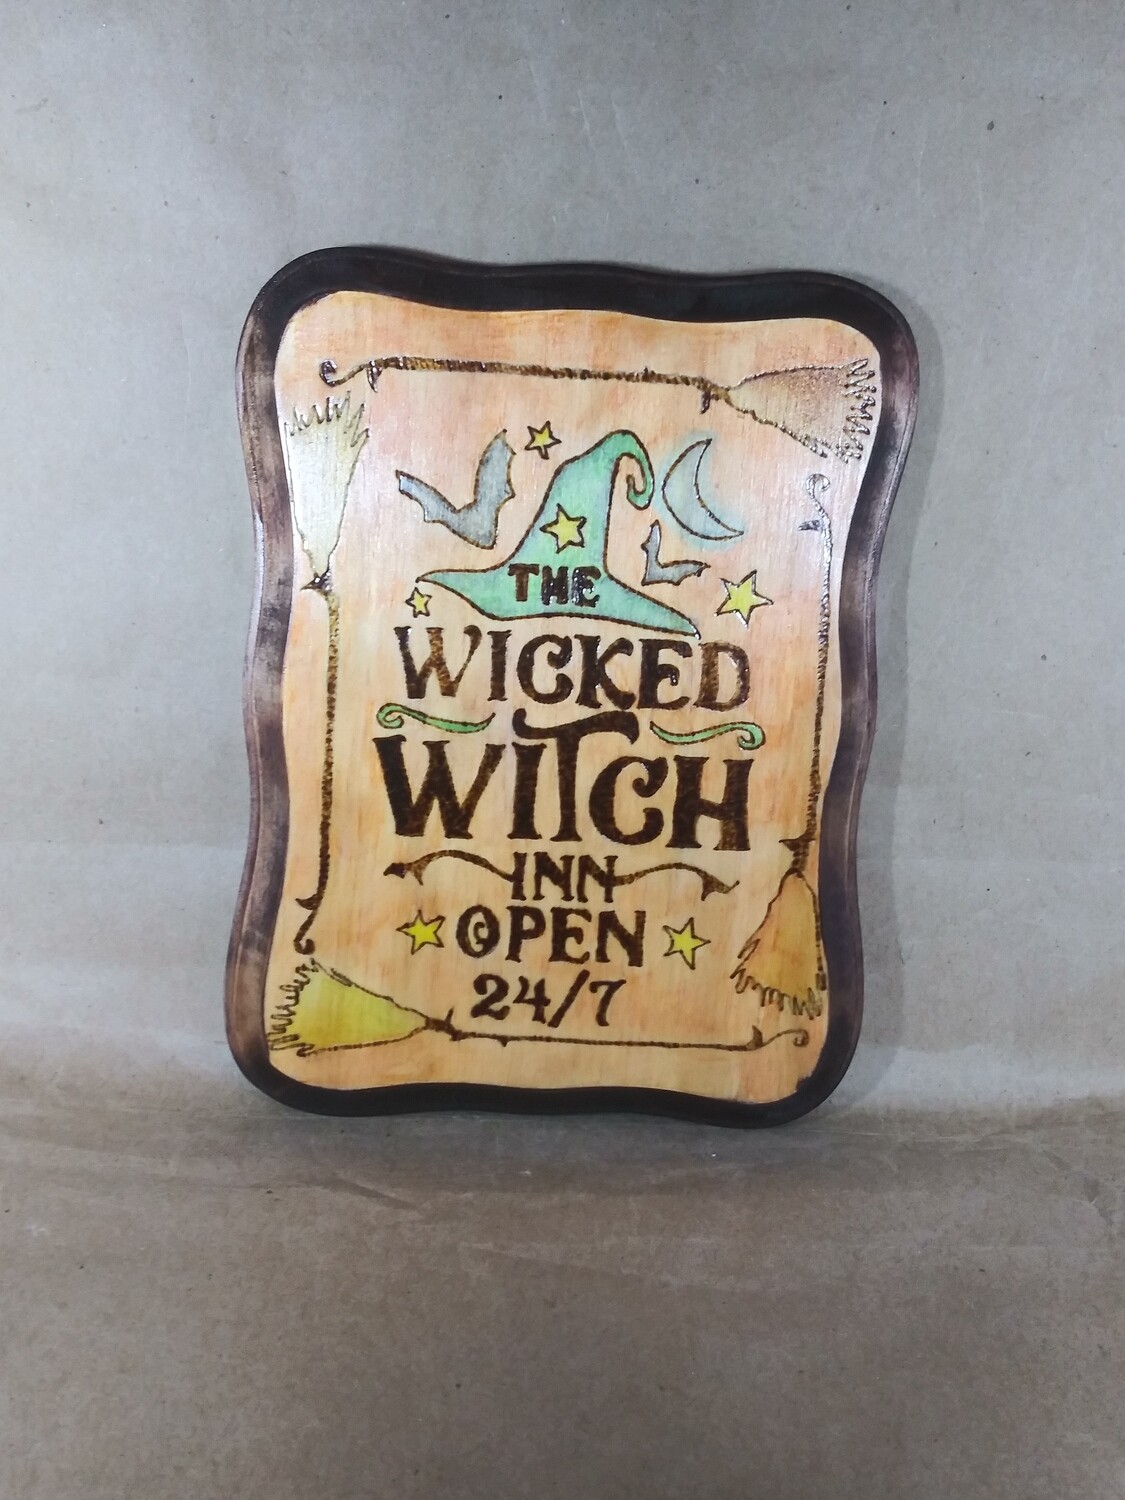 THE
WICKED
WITCH
INN
OPEN
24/7